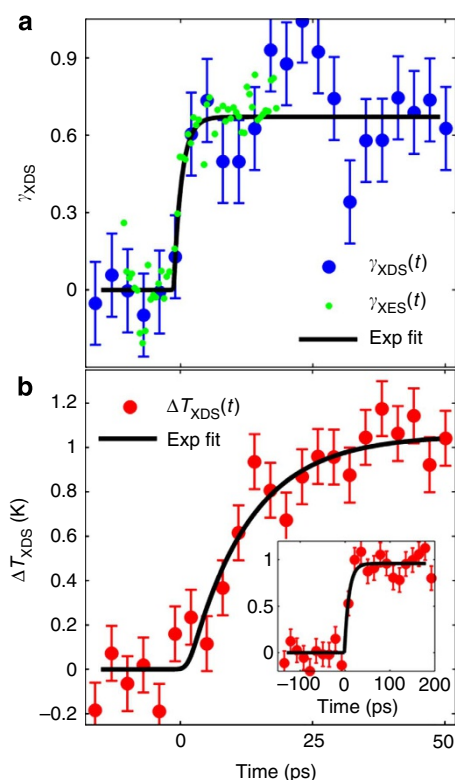 a
0.9
0.6
0.3
0
γXDS
γXDS(t)
γXES(t)
Exp fit
b
1.2
1
0.8
0.6
0.4
0.2
0
–0.2
ΔTXDS (K)
ΔTXDS(t)
Exp fit
1
0.5
0
–100 0 100 200
Time (ps)
0 25 50
Time (ps)